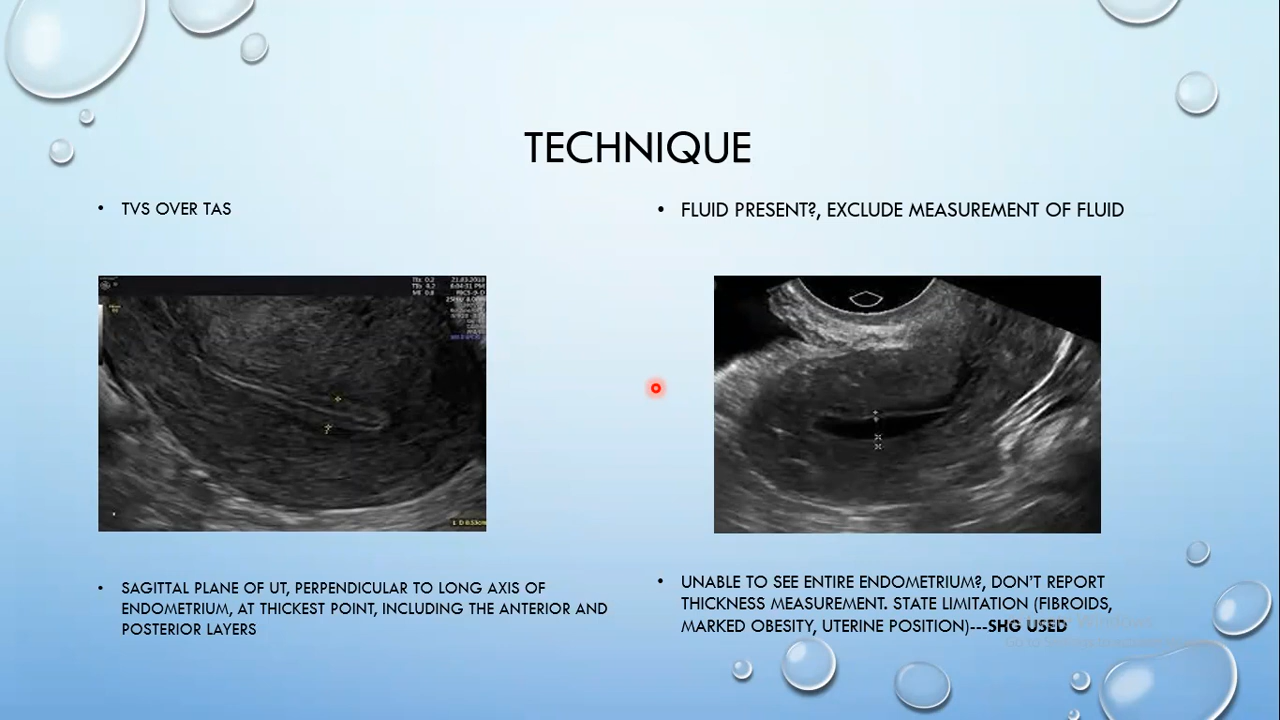 TECHNIQUE
• TVS OVER TAS
• FLUID PRESENT?, EXCLUDE MEASUREMENT OF FLUID
• SAGITTAL PLANE OF UT, PERPENDICULAR TO LONG AXIS OF
ENDOMETRIUM, AT THICKEST POINT, INCLUDING THE ANTERIOR AND
POSTERIOR LAYERS
• UNABLE TO SEE ENTIRE ENDOMETRIUM?, DON'T REPORT
THICKNESS MEASUREMENT. STATE LIMITATION (FIBROIDS,
MARKED OBESITY, UTERINE POSITION)---SHG USED